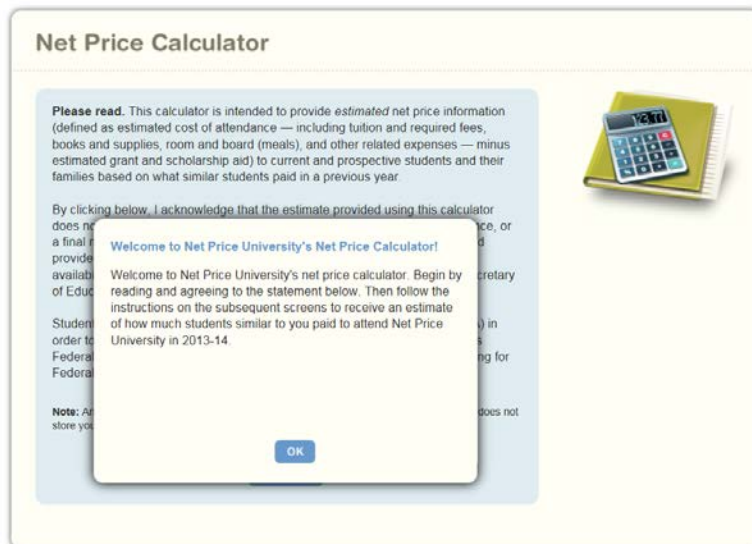 Net Price Calculator
Please read. This calculator is intended to provide estimated net price information
(defined as estimated cost of attendance — including tuition and required fees,
books and supplies, room and board (meals), and other related expenses — minus
estimated grant and scholarship aid) to current and prospective students and their
families based on what similar students paid in a previous year.
By clicking below, I acknowledge that the estimate provided using this calculator
does
a final
provide
of
Welcome to Net Price University's Net Price Calculator!
Welcome to Net Price University's net price calculator. Begin by
reading and agreeing to the statement below. Then follow the
instructions on the subsequent screens to receive an estimate
of how much students similar to you paid to attend Net Price
University in 2013-14.
OK
or
) in
order
Federal
ng for
Federal
Note:
does not
store